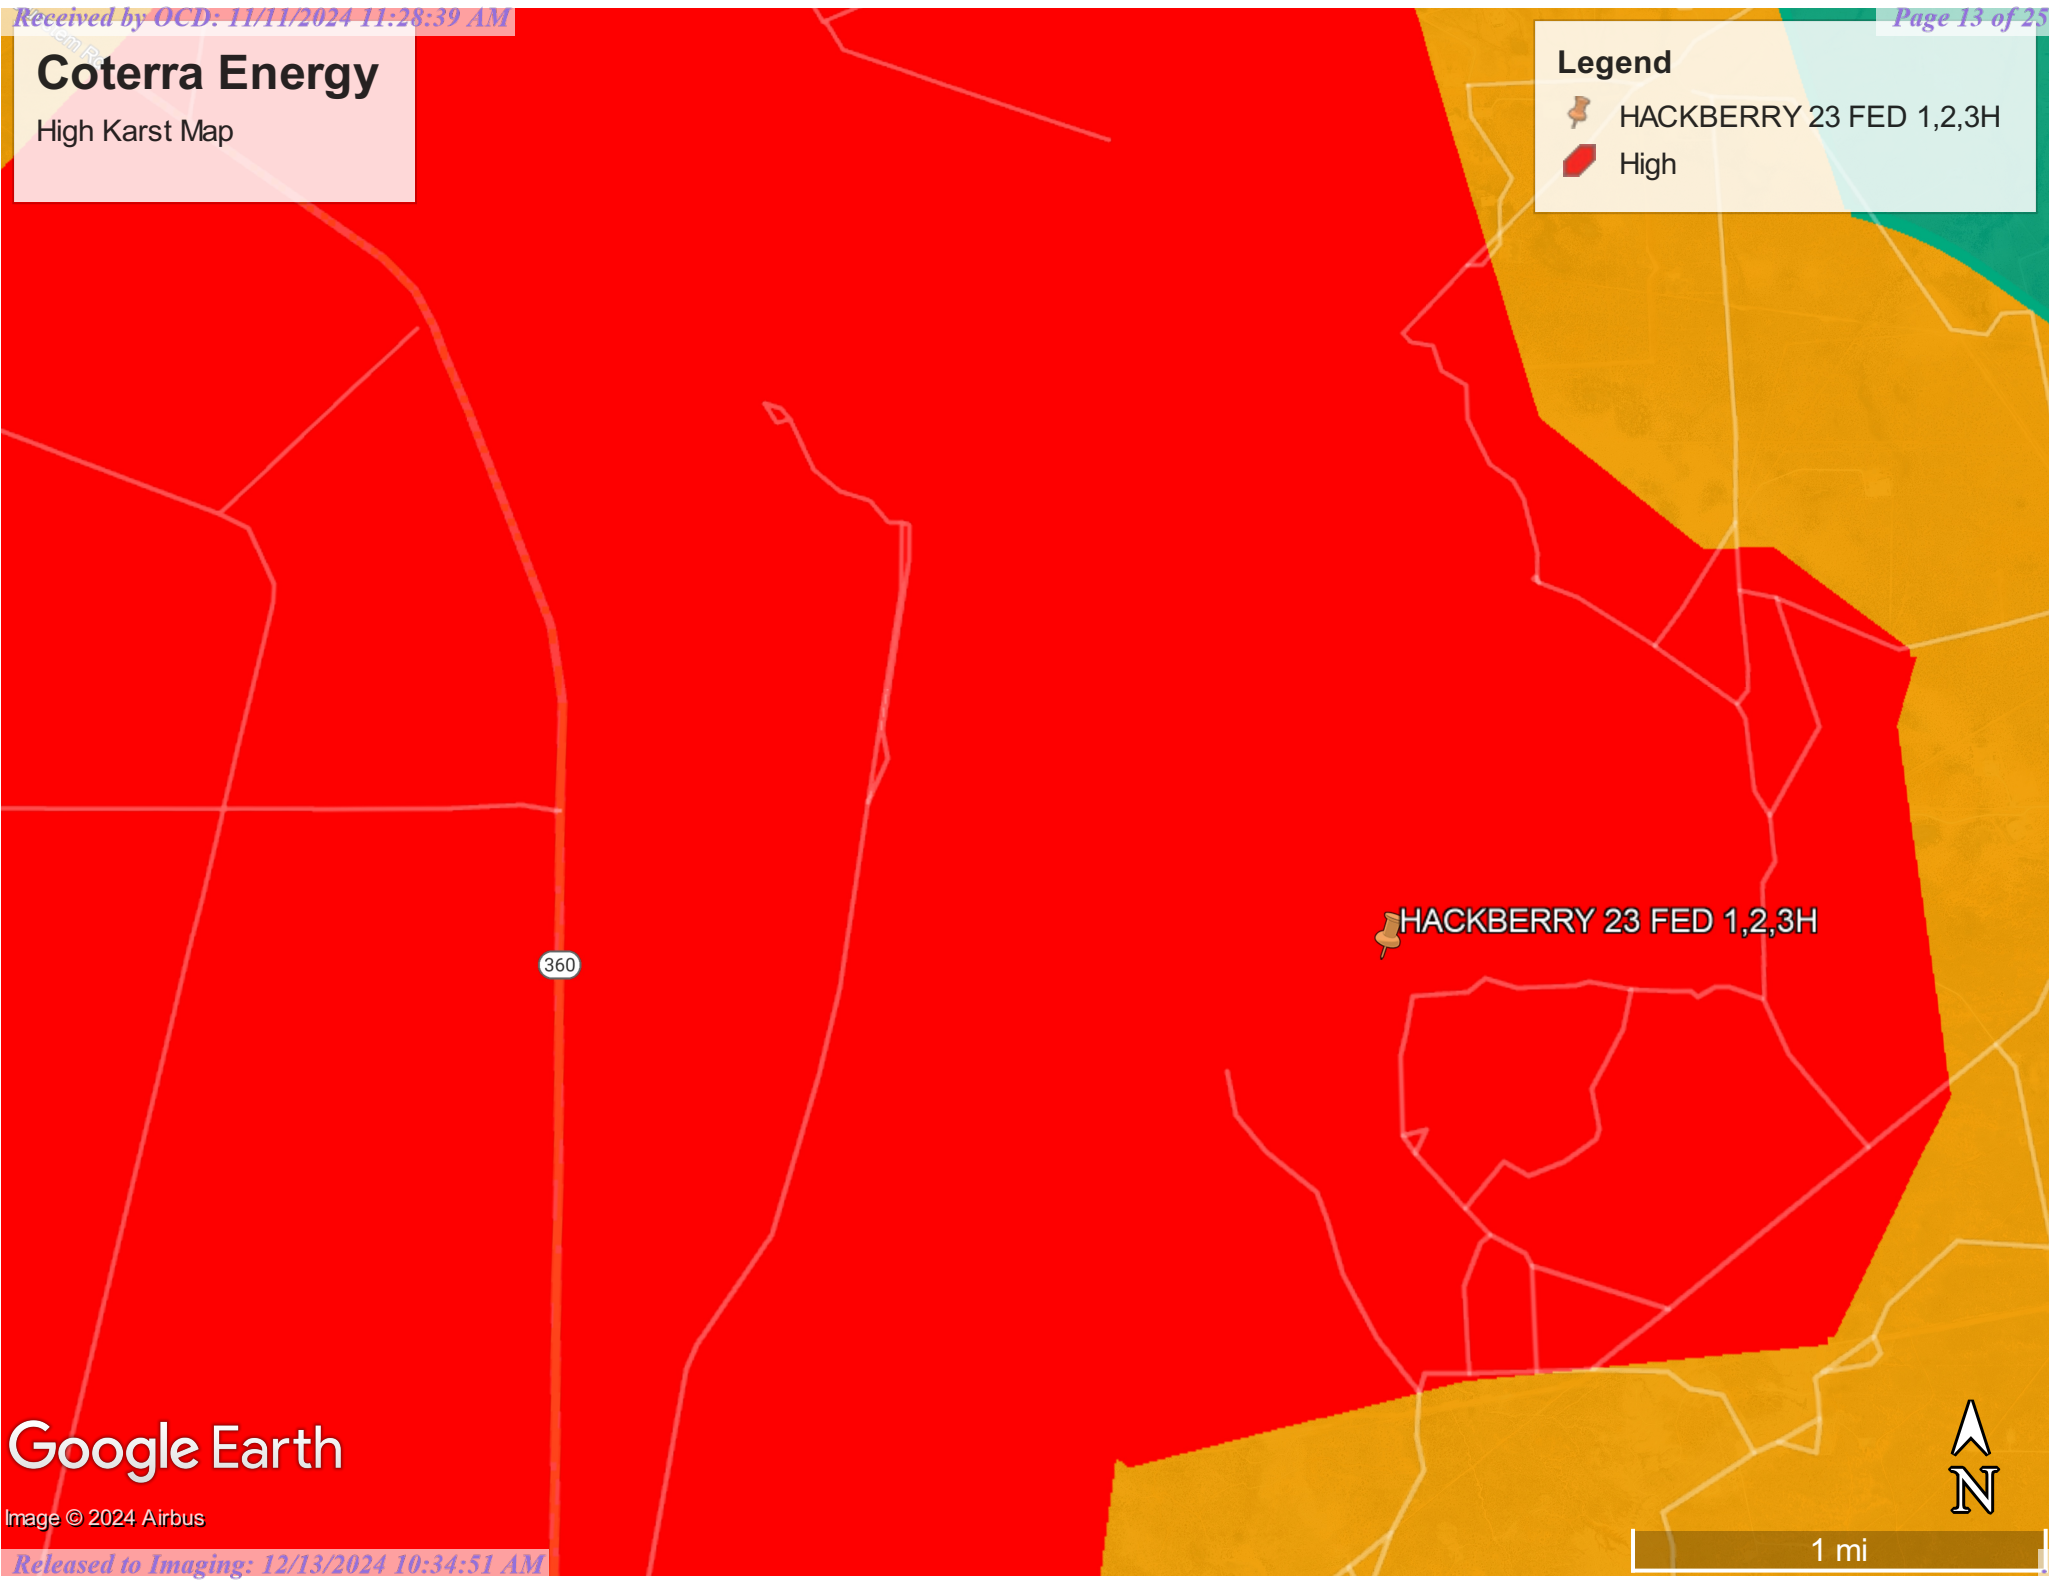 Received by OCD: 11/11/2024 11:28:39 AM
Page 13 of 25
Coterra Energy
High Karst Map
Legend
HACKBERRY 23 FED 1,2,3H
High
HACKBERRY 23 FED 1,2,3H
360
Google Earth
Image © 2024 Airbus
N
1 mi
Released to Imaging: 12/13/2024 10:34:51 AM